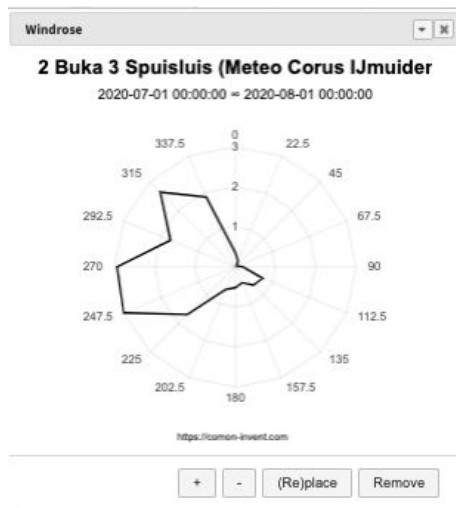 Windrose
2 Buka 3 Spuisluis (Meteo Corus IJmuider
2020-07-01 00:00:00 = 2020-08-01 00:00:00
0
337.5 3 22.5
315 45
2
292.5 67.5
1
270 90
247.5 112.5
225 135
202.5 157.5
180
https://comon-invent.com
+ - (Re)place Remove